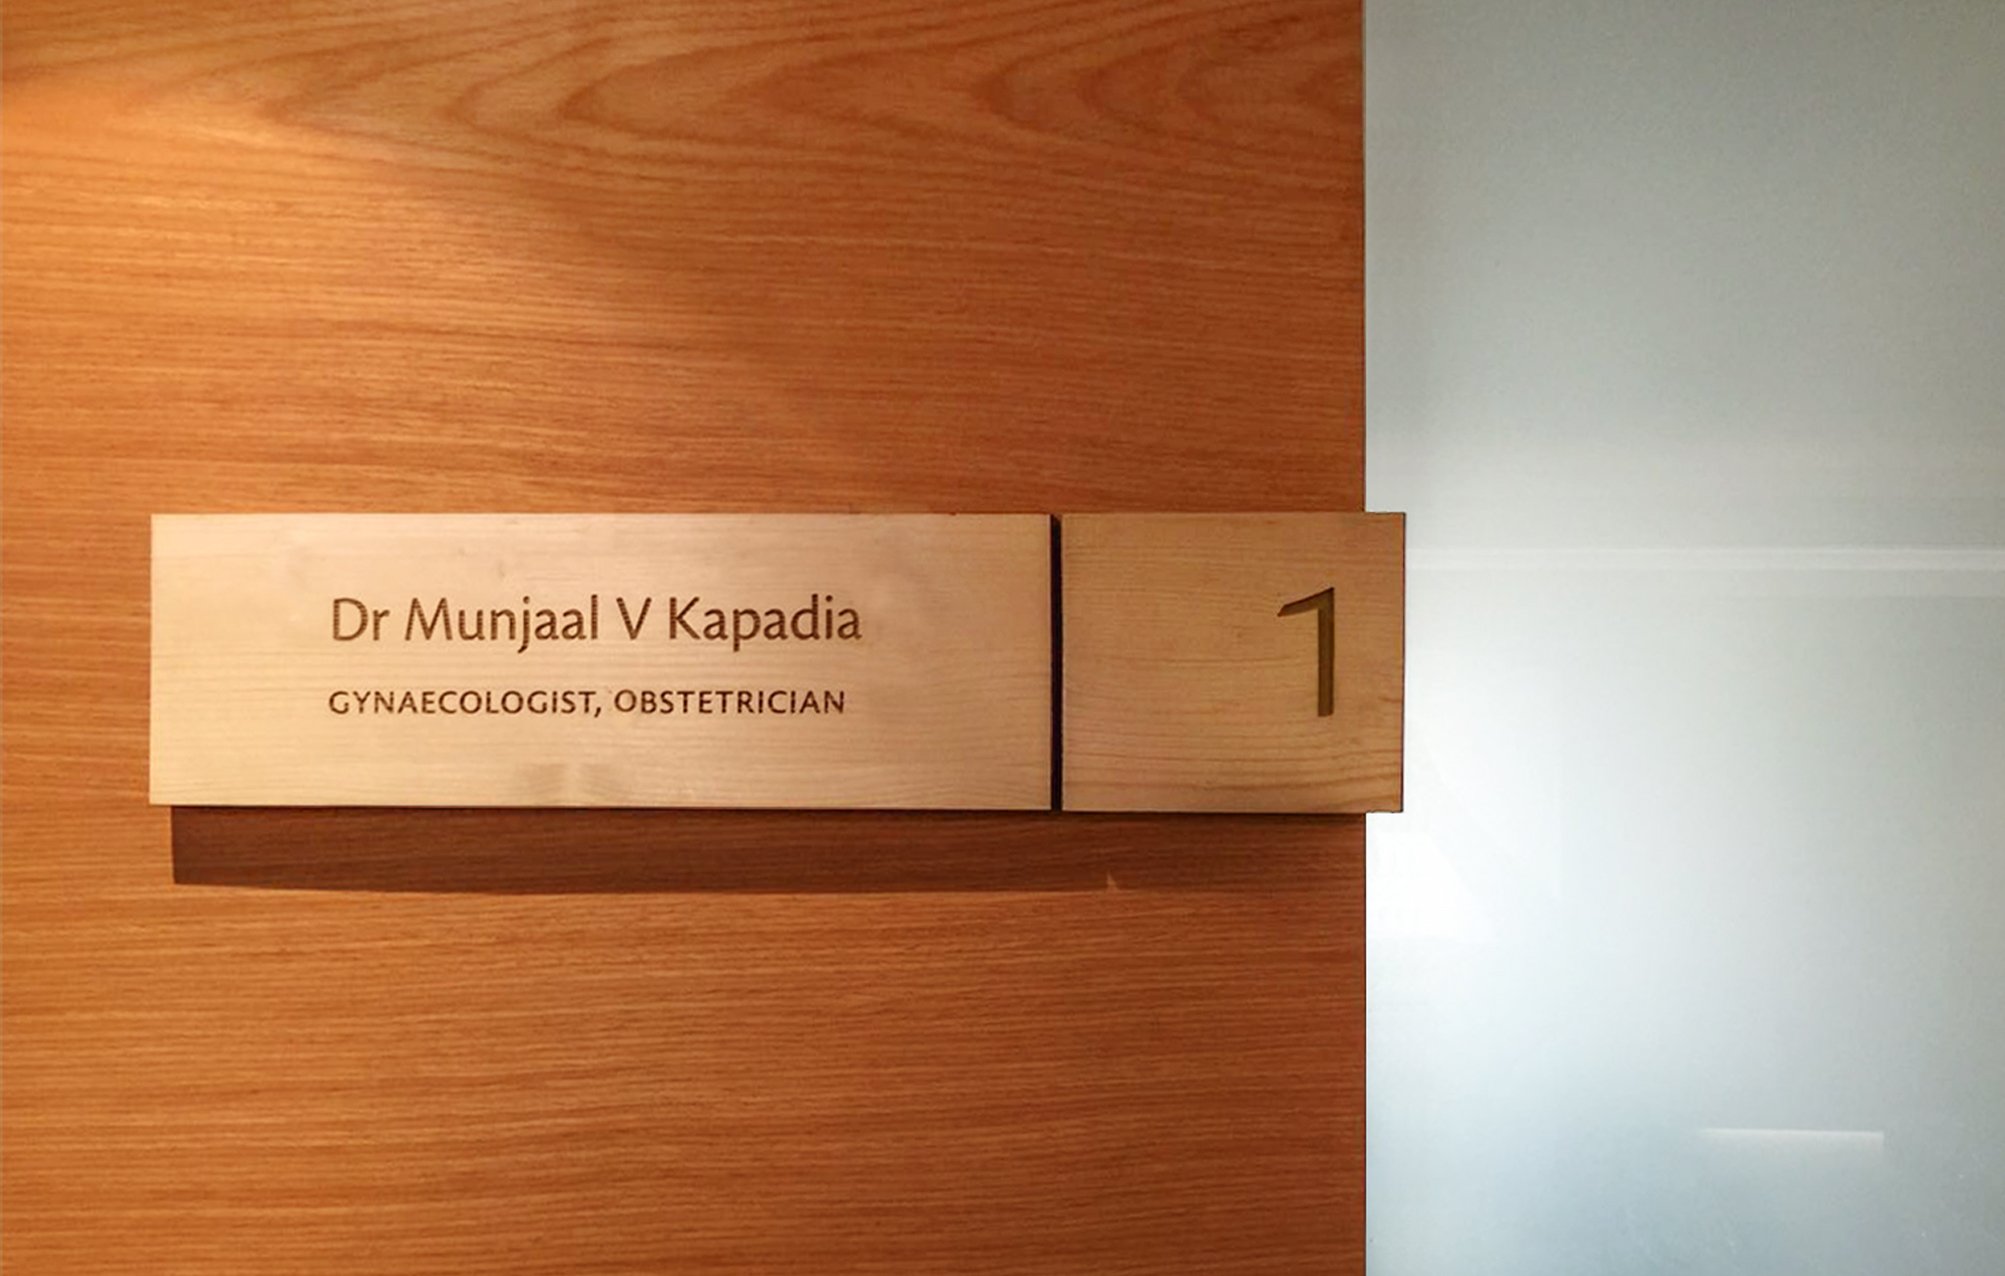 Dr Munjaal V Kapadia
GYNAECOLOGIST, OBSTETRICIAN
1